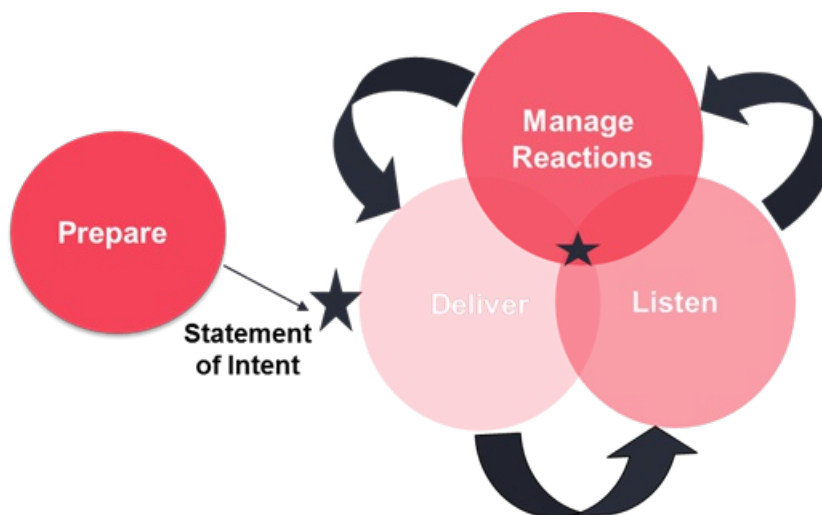 Prepare
Statement
of Intent
Manage
Reactions
Deliver
Listen